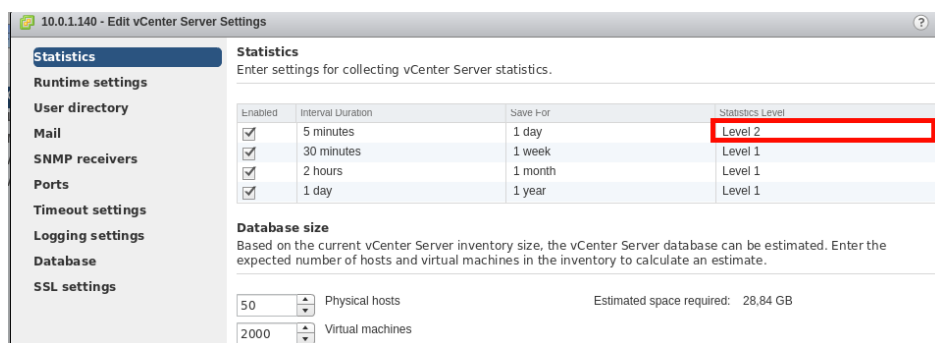 10.0.1.140 - Edit vCenter Server Settings ?
Statistics
Runtime settings
User directory
Mail
SNMP receivers
Ports
Timeout settings
Logging settings
Database
SSL settings
Statistics
Enter settings for collecting vCenter Server statistics.
Enabled Interval Duration Save For Statistics Level
5 minutes 1 day Level 2
30 minutes 1 week Level 1
2 hours 1 month Level 1
1 day 1 year Level 1
Database size
Based on the current vCenter Server inventory size, the vCenter Server database can be estimated. Enter the
expected number of hosts and virtual machines in the inventory to calculate an estimate.
50 Physical hosts Estimated space required: 28,84 GB
2000 Virtual machines